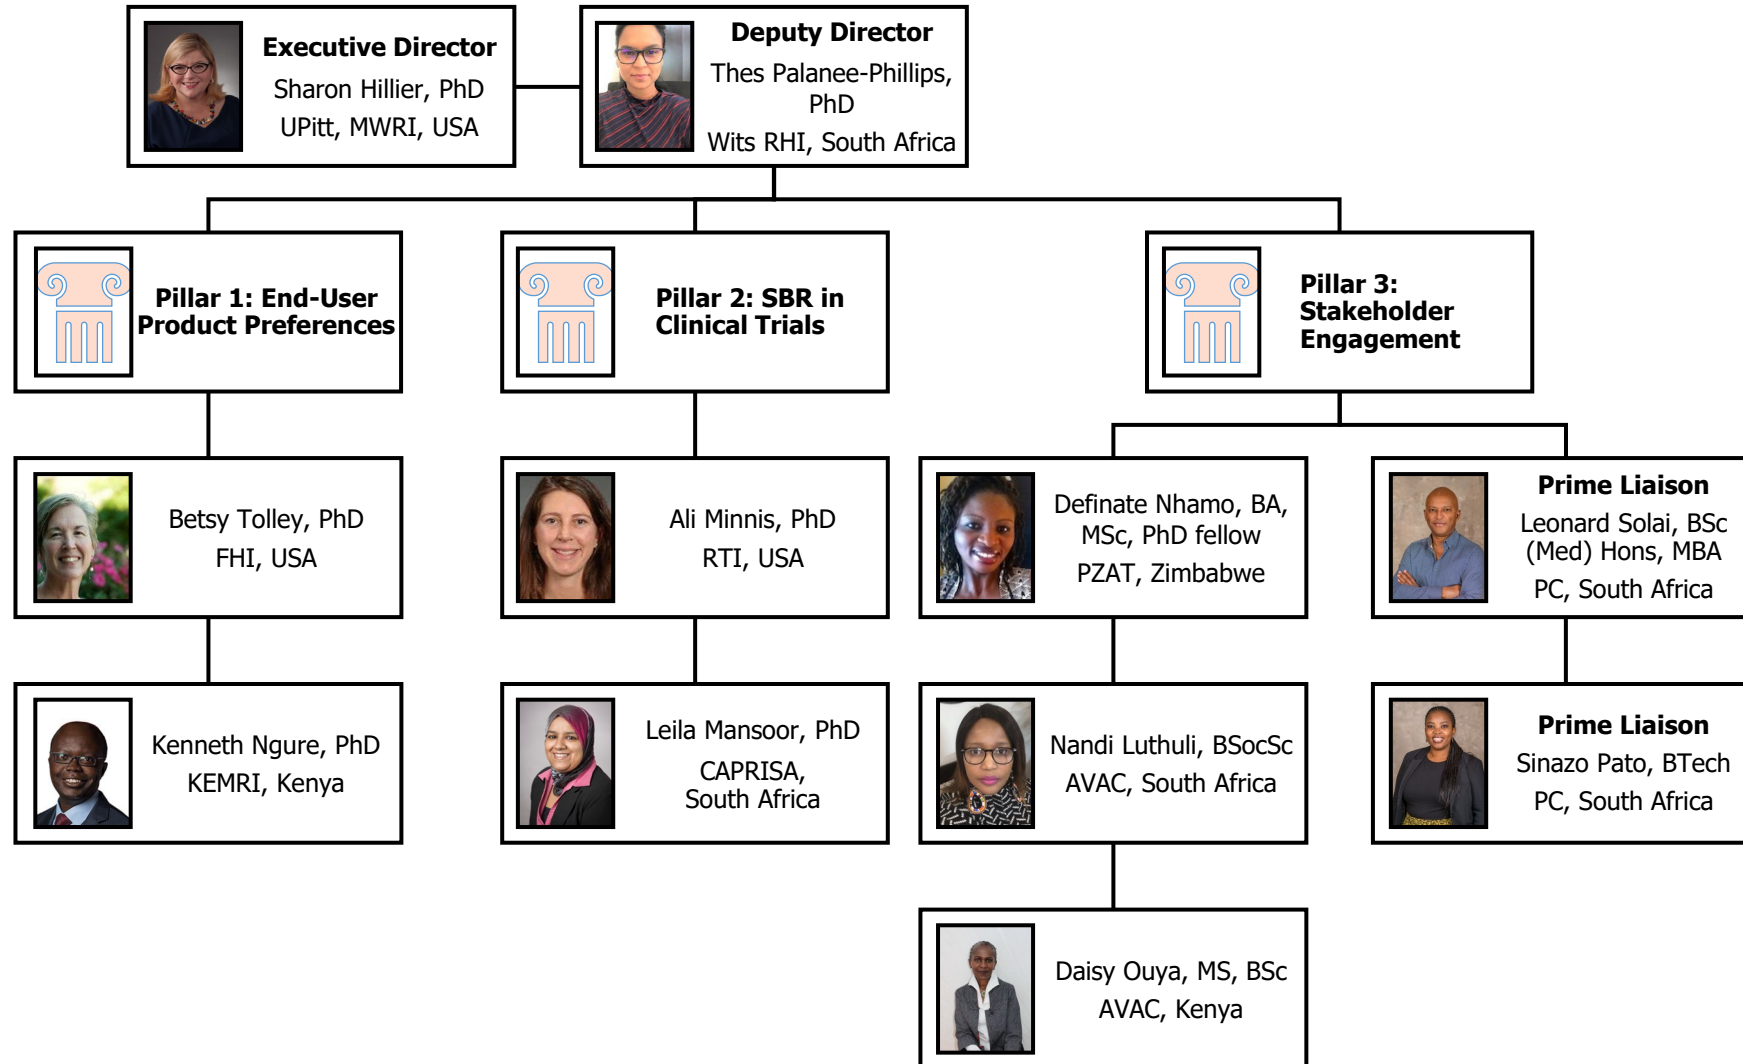 Executive Director
Sharon Hillier, PhD
UPitt, MWRI, USA
Deputy Director
Thes Palanee-Phillips,
PhD
Wits RHI, South Africa
Pillar 1: End-User
Product Preferences
Pillar 2: SBR in
Clinical Trials
Pillar 3:
Stakeholder
Engagement
Betsy Tolley, PhD
FHI, USA
Ali Minnis, PhD
RTI, USA
Definate Nhamo, BA,
MSc, PhD fellow
PZAT, Zimbabwe
Prime Liaison
Leonard Solai, BSc
(Med) Hons, MBA
PC, South Africa
Kenneth Ngure, PhD
KEMRI, Kenya
Leila Mansoor, PhD
CAPRISA,
South Africa
Nandi Luthuli, BSocSc
AVAC, South Africa
Prime Liaison
Sinazo Pato, BTech
PC, South Africa
Daisy Ouya, MS, BSc
AVAC, Kenya